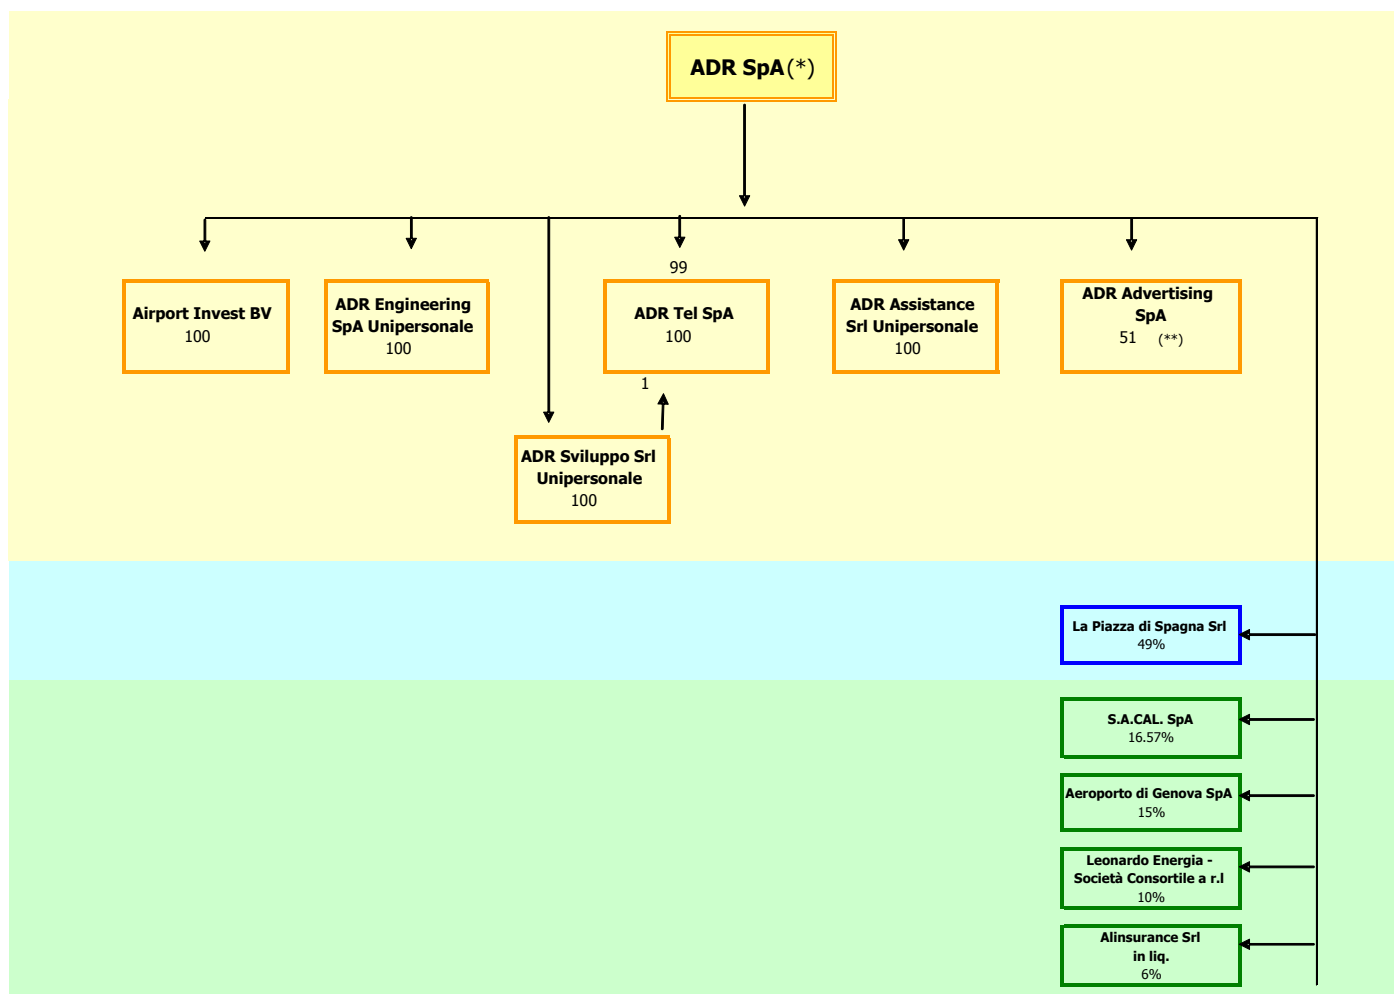 ADR SpA(*)
99
Airport Invest BV
100
ADR Engineering
SpA Unipersonale
100
ADR Tel SpA
100
1
ADR Assistance
Srl Unipersonale
100
ADR Advertising
SpA
51 (**)
ADR Sviluppo Srl
Unipersonale
100
La Piazza di Spagna Srl
49%
S.A.CAL. SpA
16.57%
Aeroporto di Genova SpA
15%
Leonardo Energia -
Società Consortile a r.l
10%
Alinsurance Srl
in liq.
6%